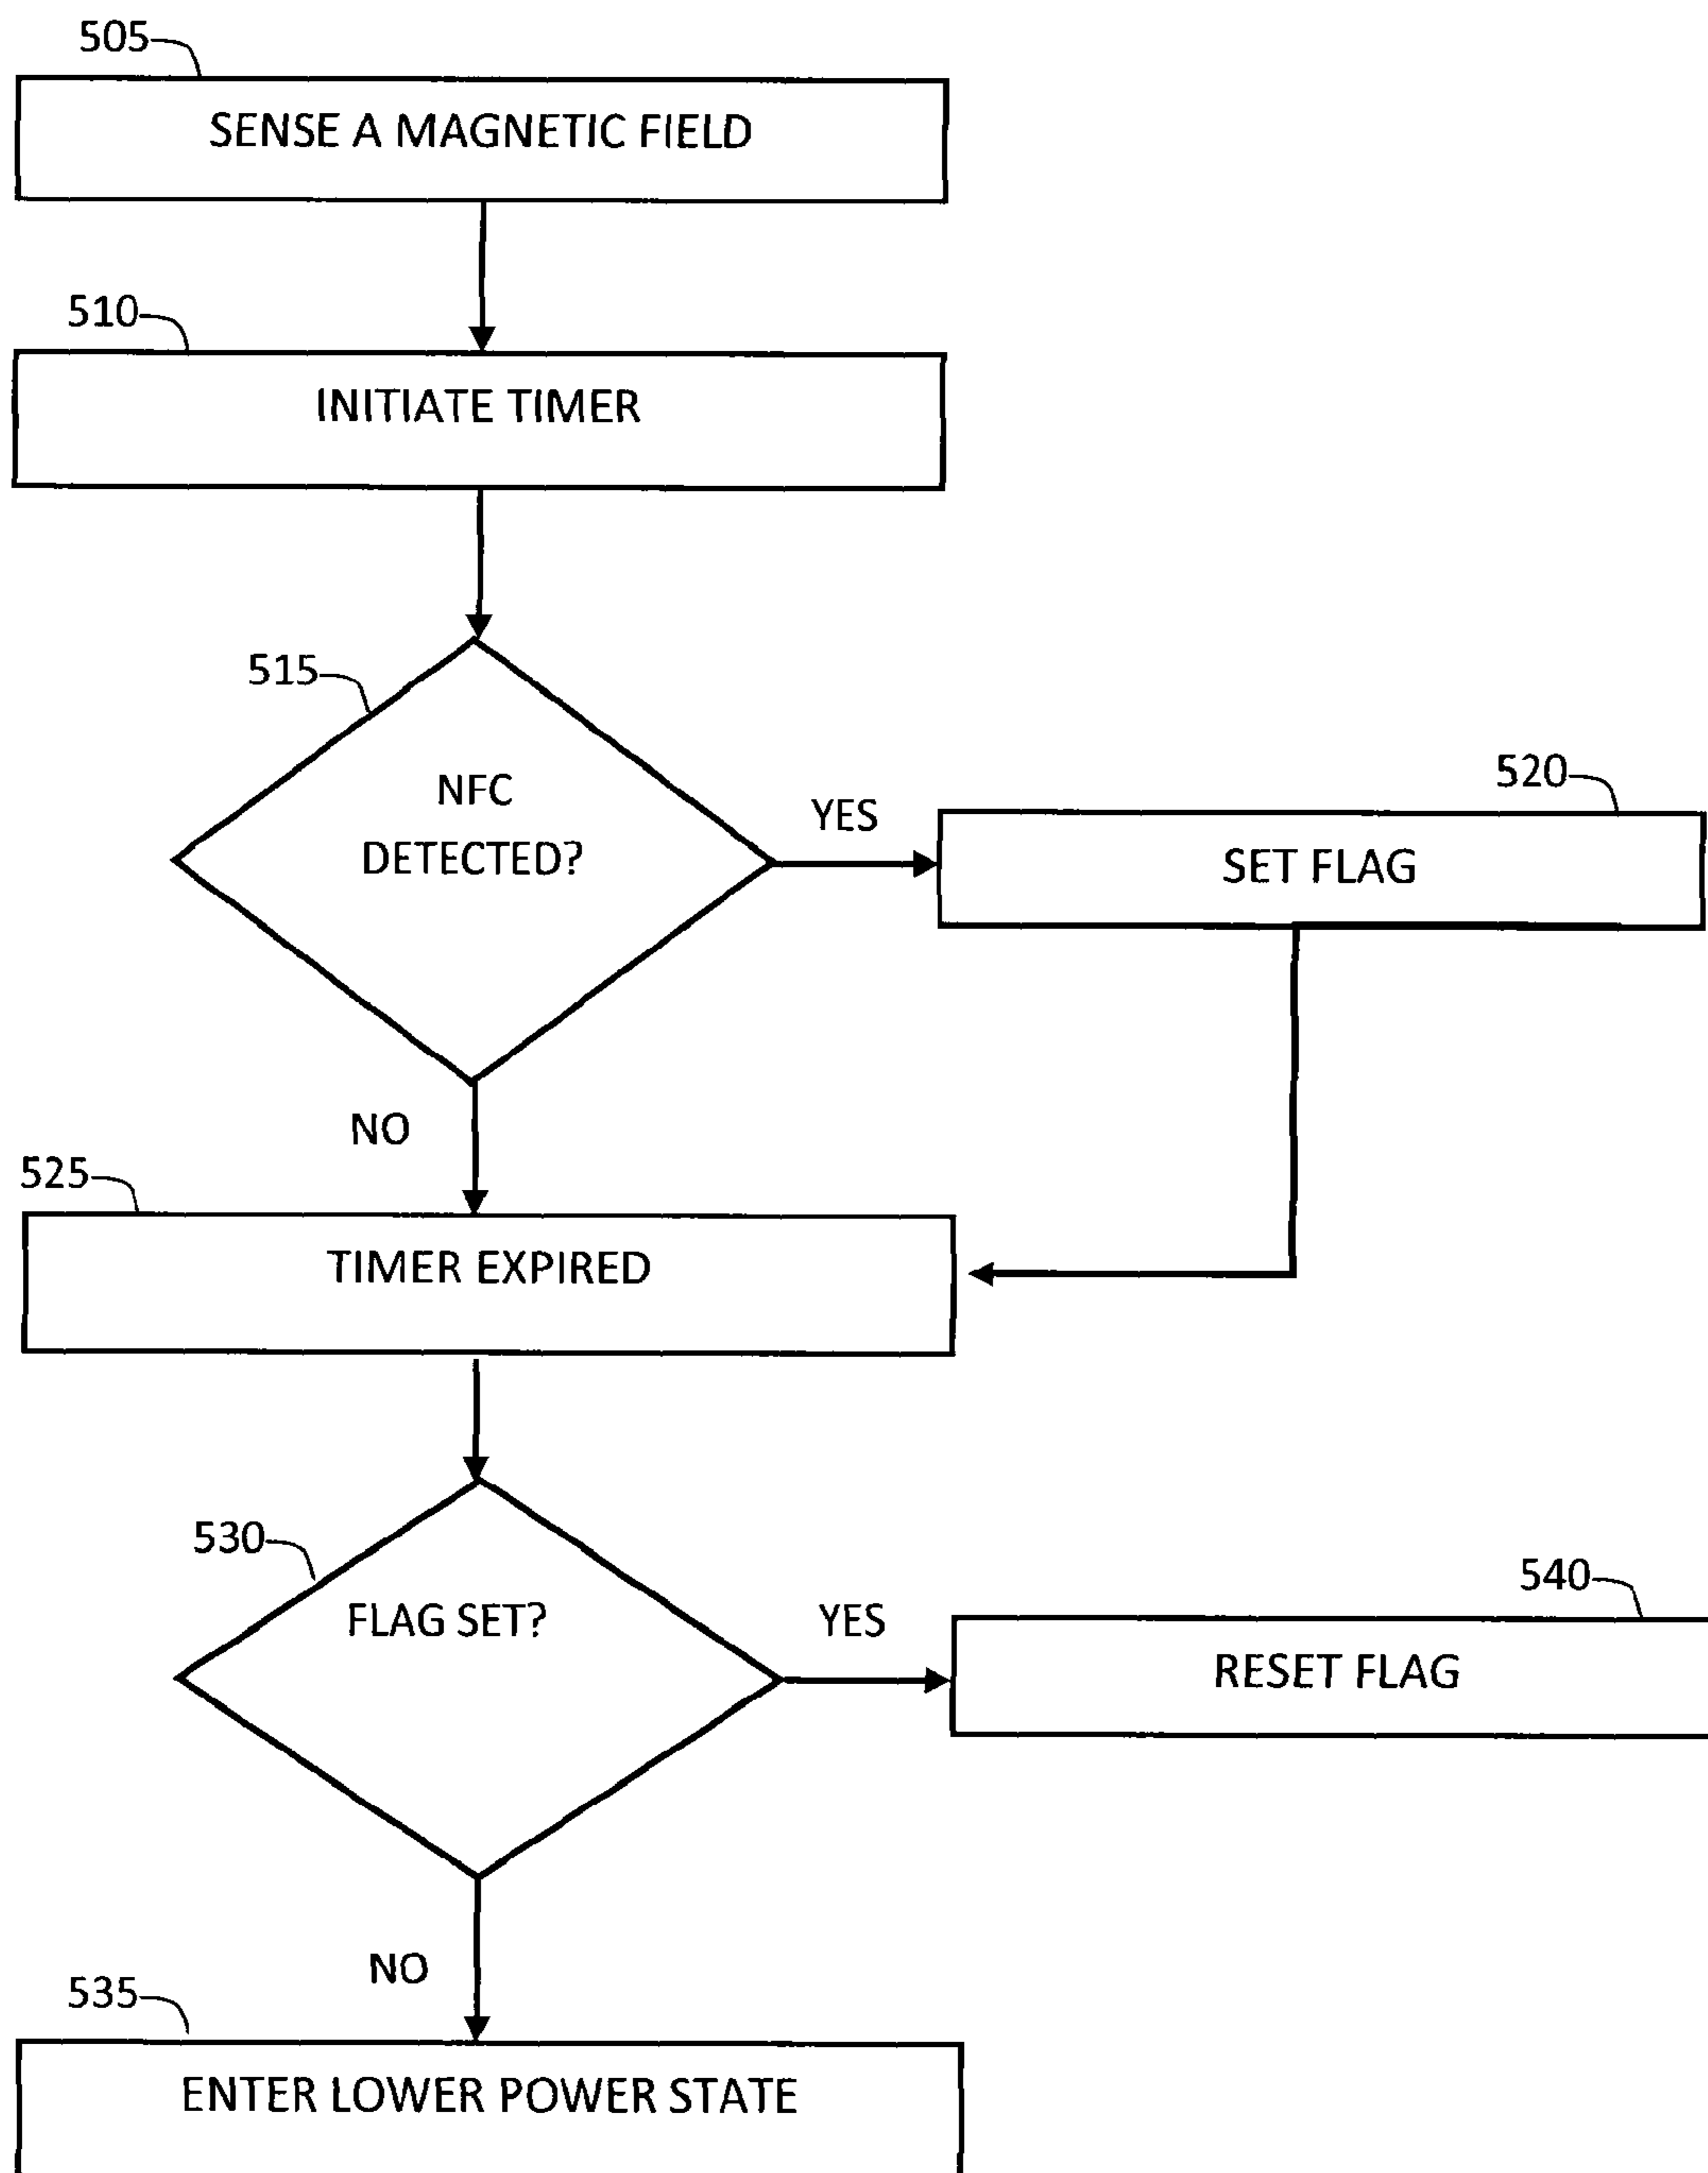 505
SENSE A MAGNETIC FIELD
510
INITIATE TIMER
515
NFC
DETECTED?
YES
520
SET FLAG
NO
525
TIMER EXPIRED
530
FLAG SET?
YES
540
RESET FLAG
NO
535
ENTER LOWER POWER STATE